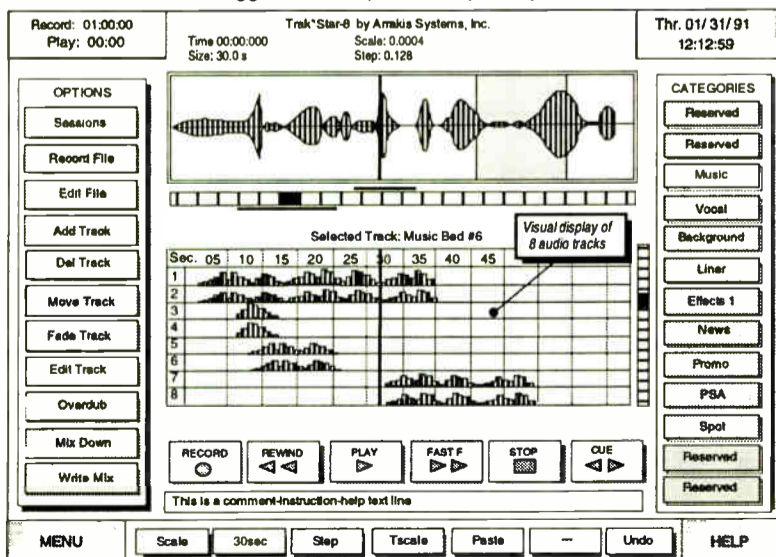 Record: 01:00:00
Play: 00:00
Trak*Star-8 by Arrakis Systems, Inc.
Time 00:00:000
Scale: 0.0004
Size: 30.0 s
Step: 0.128
Thr. 01/31/91
12:12:59
OPTIONS
Sessions
Record File
Edit File
Add Track
Del Track
Move Track
Fade Track
Edit Track
Overdub
Mix Down
Write Mix
Selected Track: Music Bed #6
Visual display of
8 audio tracks
Sec. 05 10 15 20 25 30 35 40 45
1
2
3
4
5
6
7
8
RECORD
REWIND
PLAY
FAST F
STOP
CUE
This is a comment-instruction-help text line
CATEGORIES
Reserved
Reserved
Music
Vocal
Background
Liner
Effects 1
News
Promo
PSA
Spot
Reserved
Reserved
MENU
Scale
30sec
Step
Tscale
Paste
---
Undo
HELP